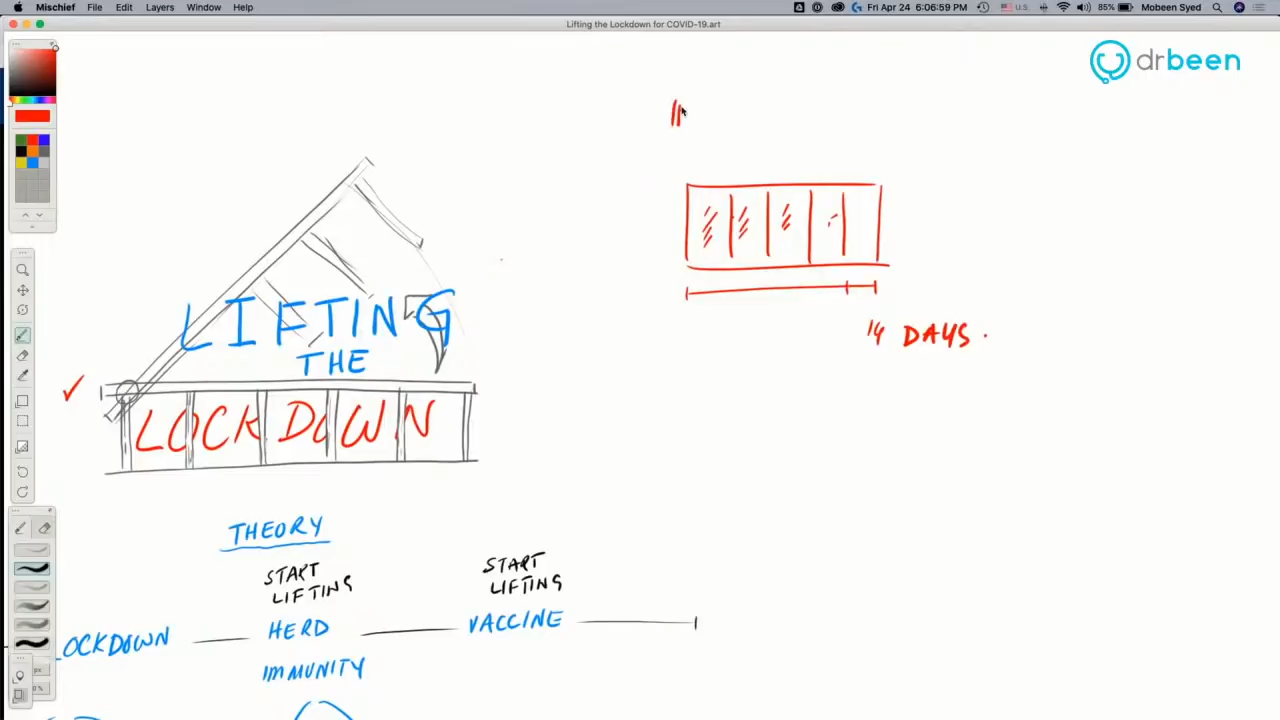 Mischief File Edit Layers Window Help
U.S. 85% Fri Apr 24 6:06:59 PM Mobeen Syed
Lifting the Lockdown for COVID-19.art
drbeen
14 DAYS.
LIFTING
THE
LOCKDOWN
THEORY
START
LIFTING
START
LIFTING
LOCKDOWN HERD VACCINE
IMMUNITY